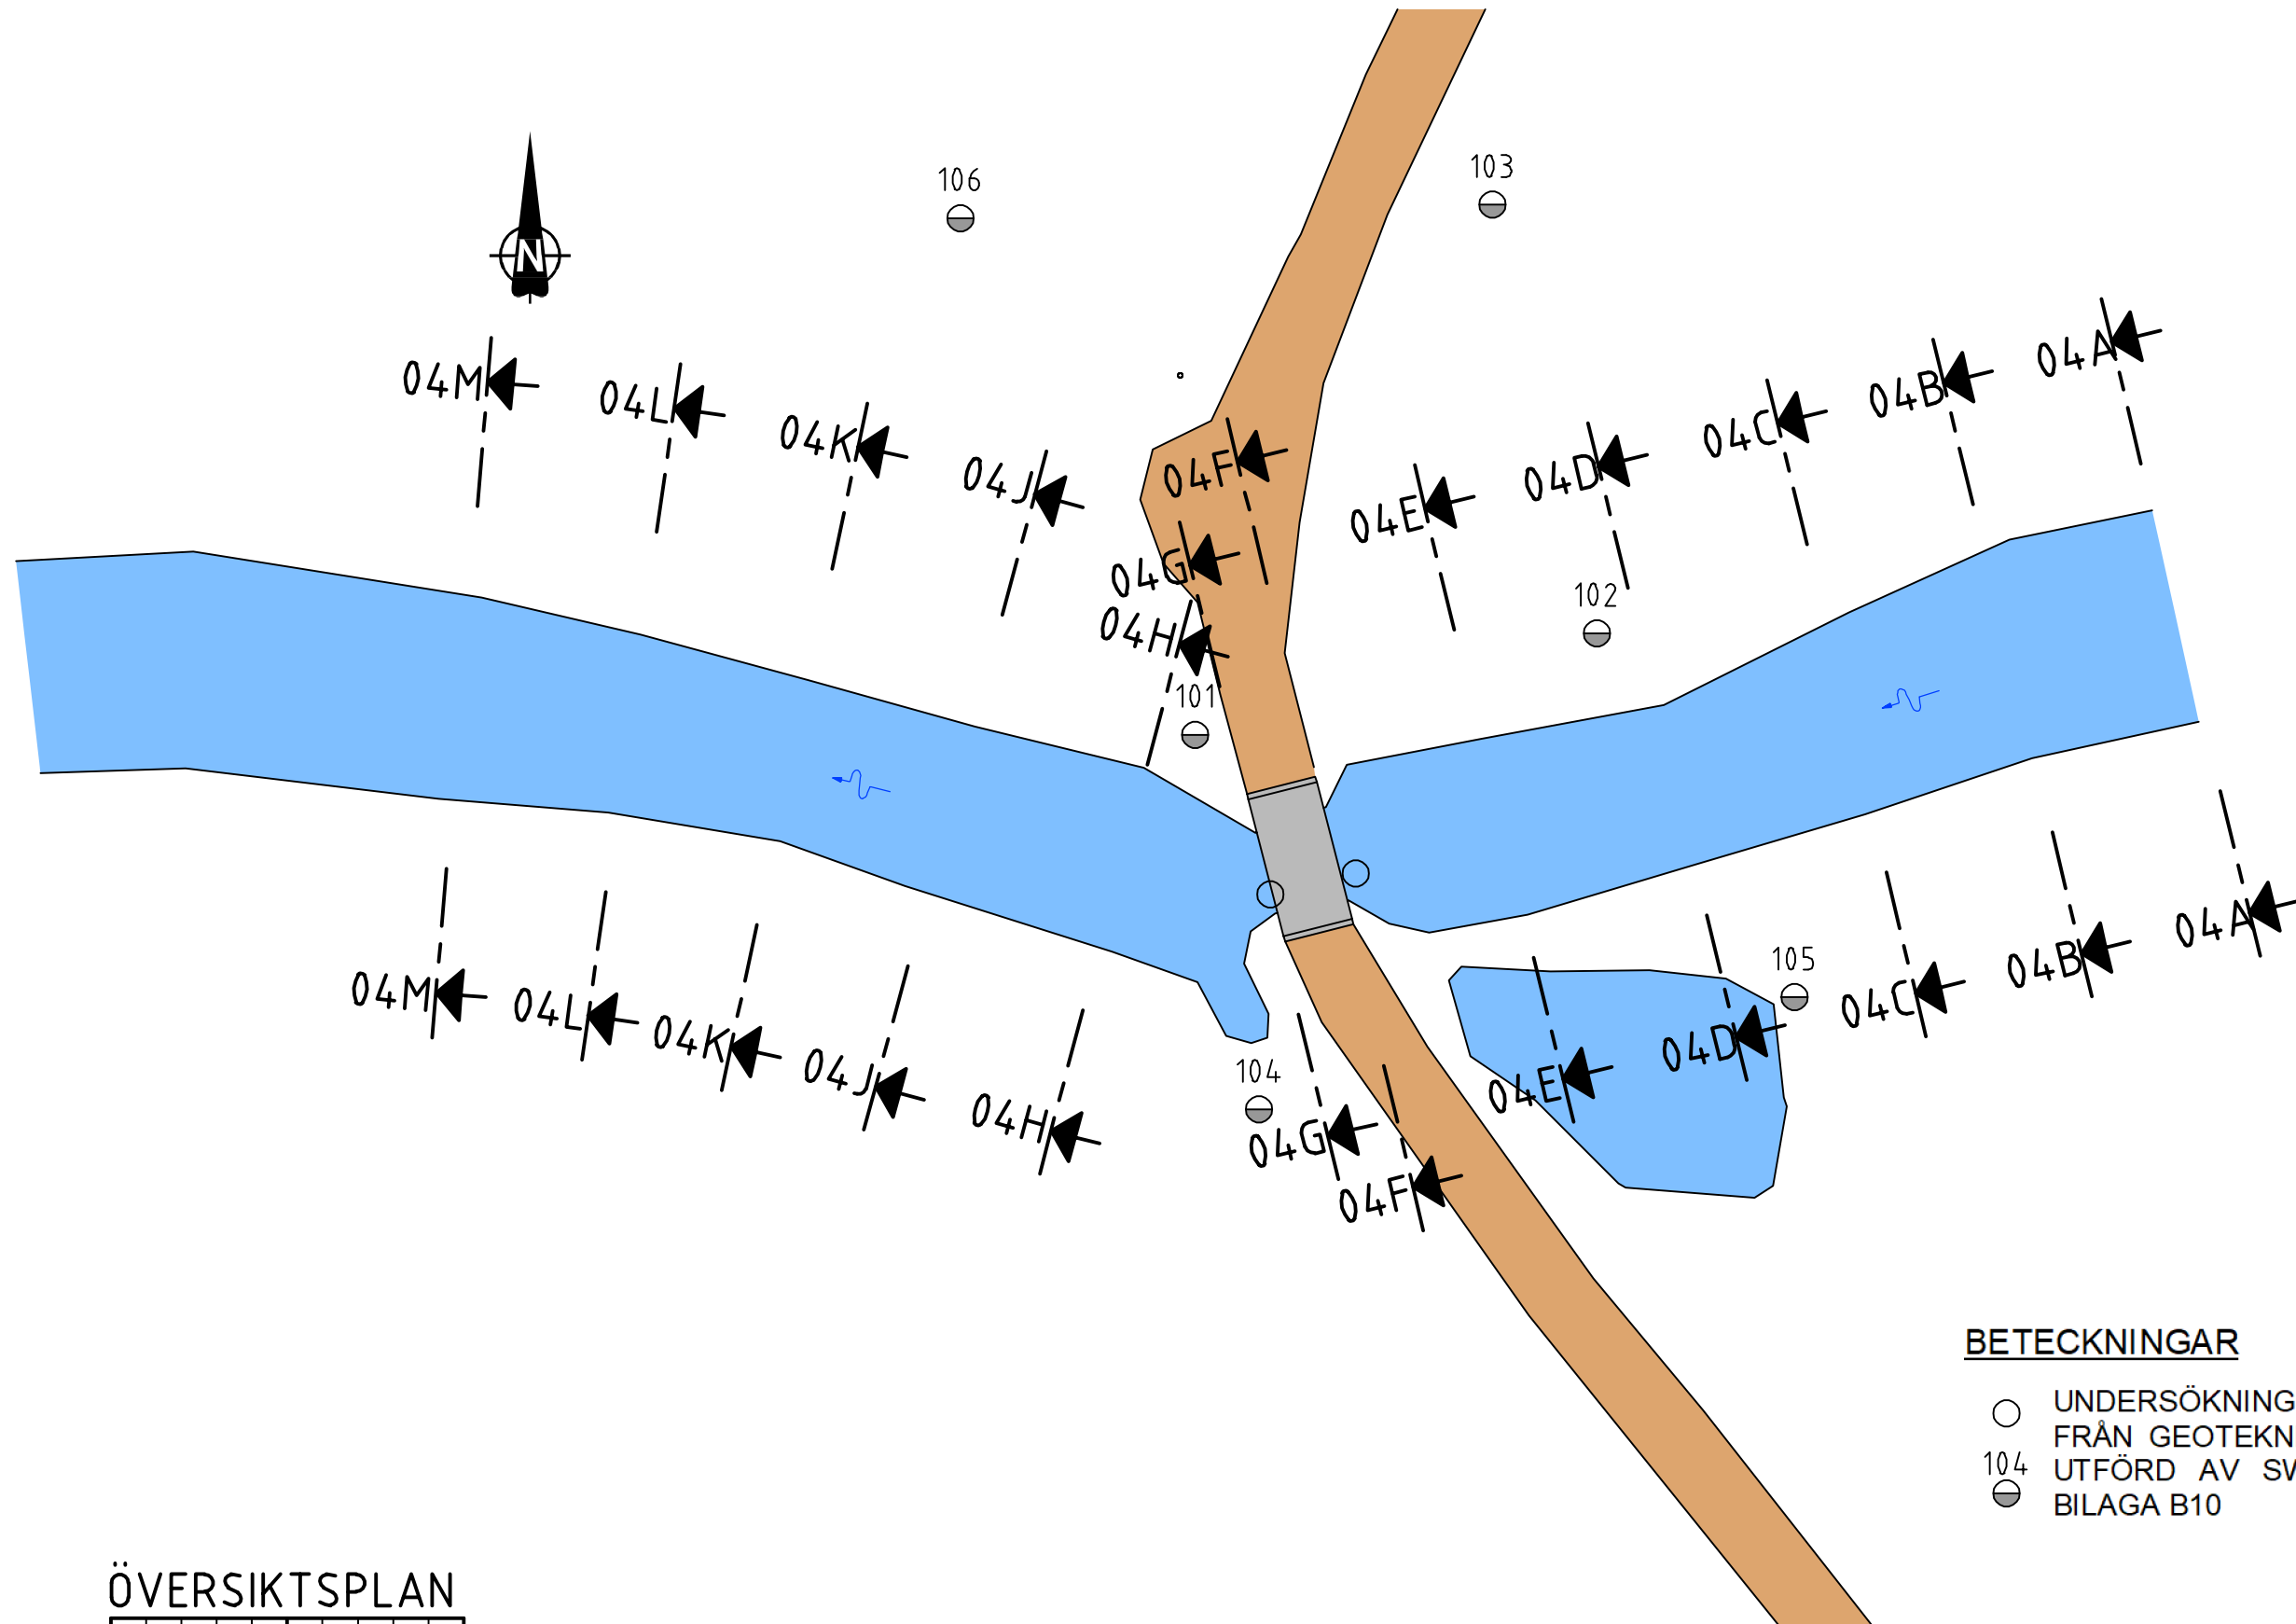 106
103
N
04A
04M
04B
04L
04C
04K
04F
04D
04J
04E
04G
102
04H
101
04A
105
04B
04M
04C
04L
04K
04D
04J
104
04E
04H
04G
04F
BETECKNINGAR
UNDERSÖKNING
FRÅN GEOTEKN
104 UTFÖRD AV SW
BILAGA B10
ÖVERSIKTSPLAN